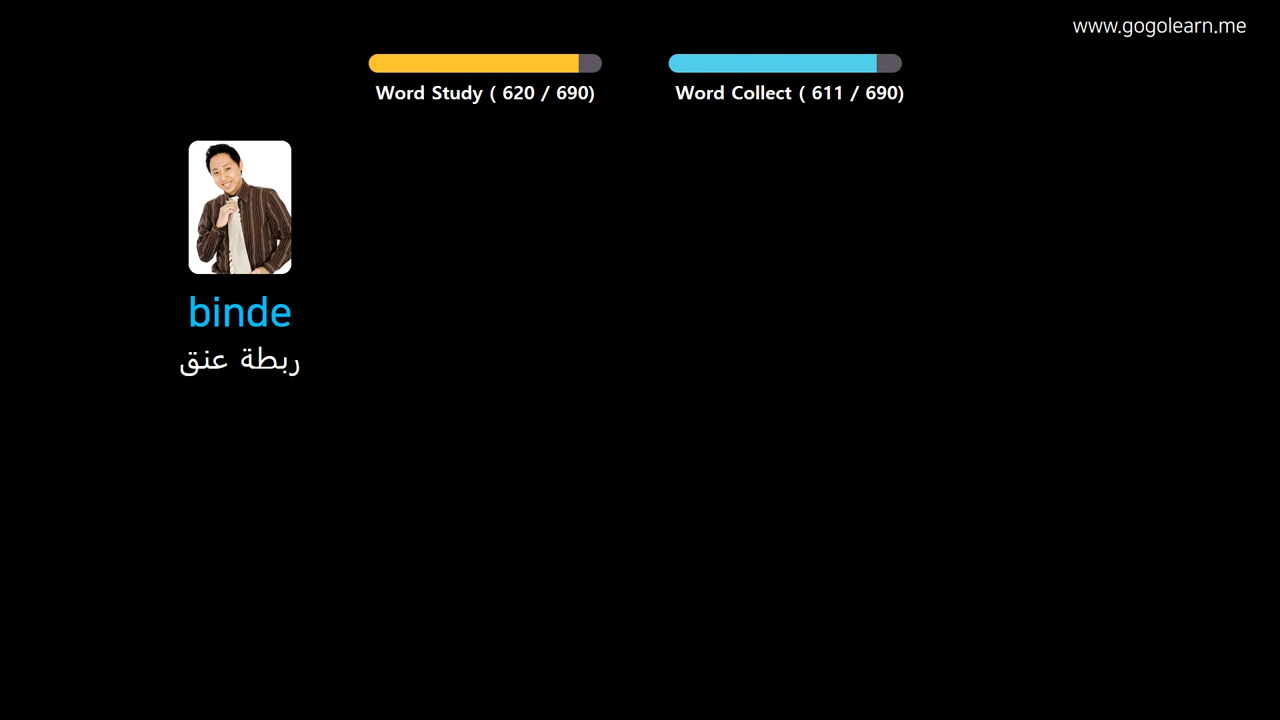 www.gogolearn.me
Word Study ( 620 / 690)
Word Collect ( 611 / 690)
binde
ربطة عنق